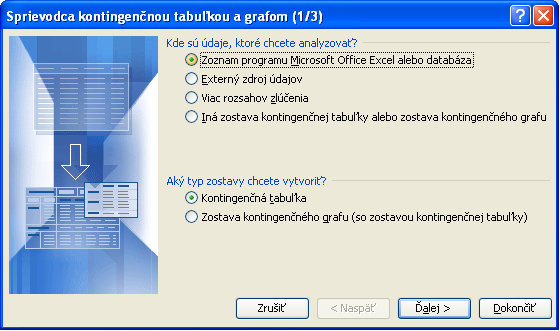 Sprievodca kontingenčnou tabuľkou a grafom (1/3)
Kde sú údaje, ktoré chcete analyzovať?
Zoznam programu Microsoft Office Excel alebo databáza
Externý zdroj údajov
Viac rozsahov zlúčenia
Iná zostava kontingenčnej tabuľky alebo zostava kontingenčného grafu
Aký typ zostavy chcete vytvoriť?
Kontingenčná tabuľka
Zostava kontingenčného grafu (so zostavou kontingenčnej tabuľky)
Zrušiť < Naspäť Ďalej > Dokončiť